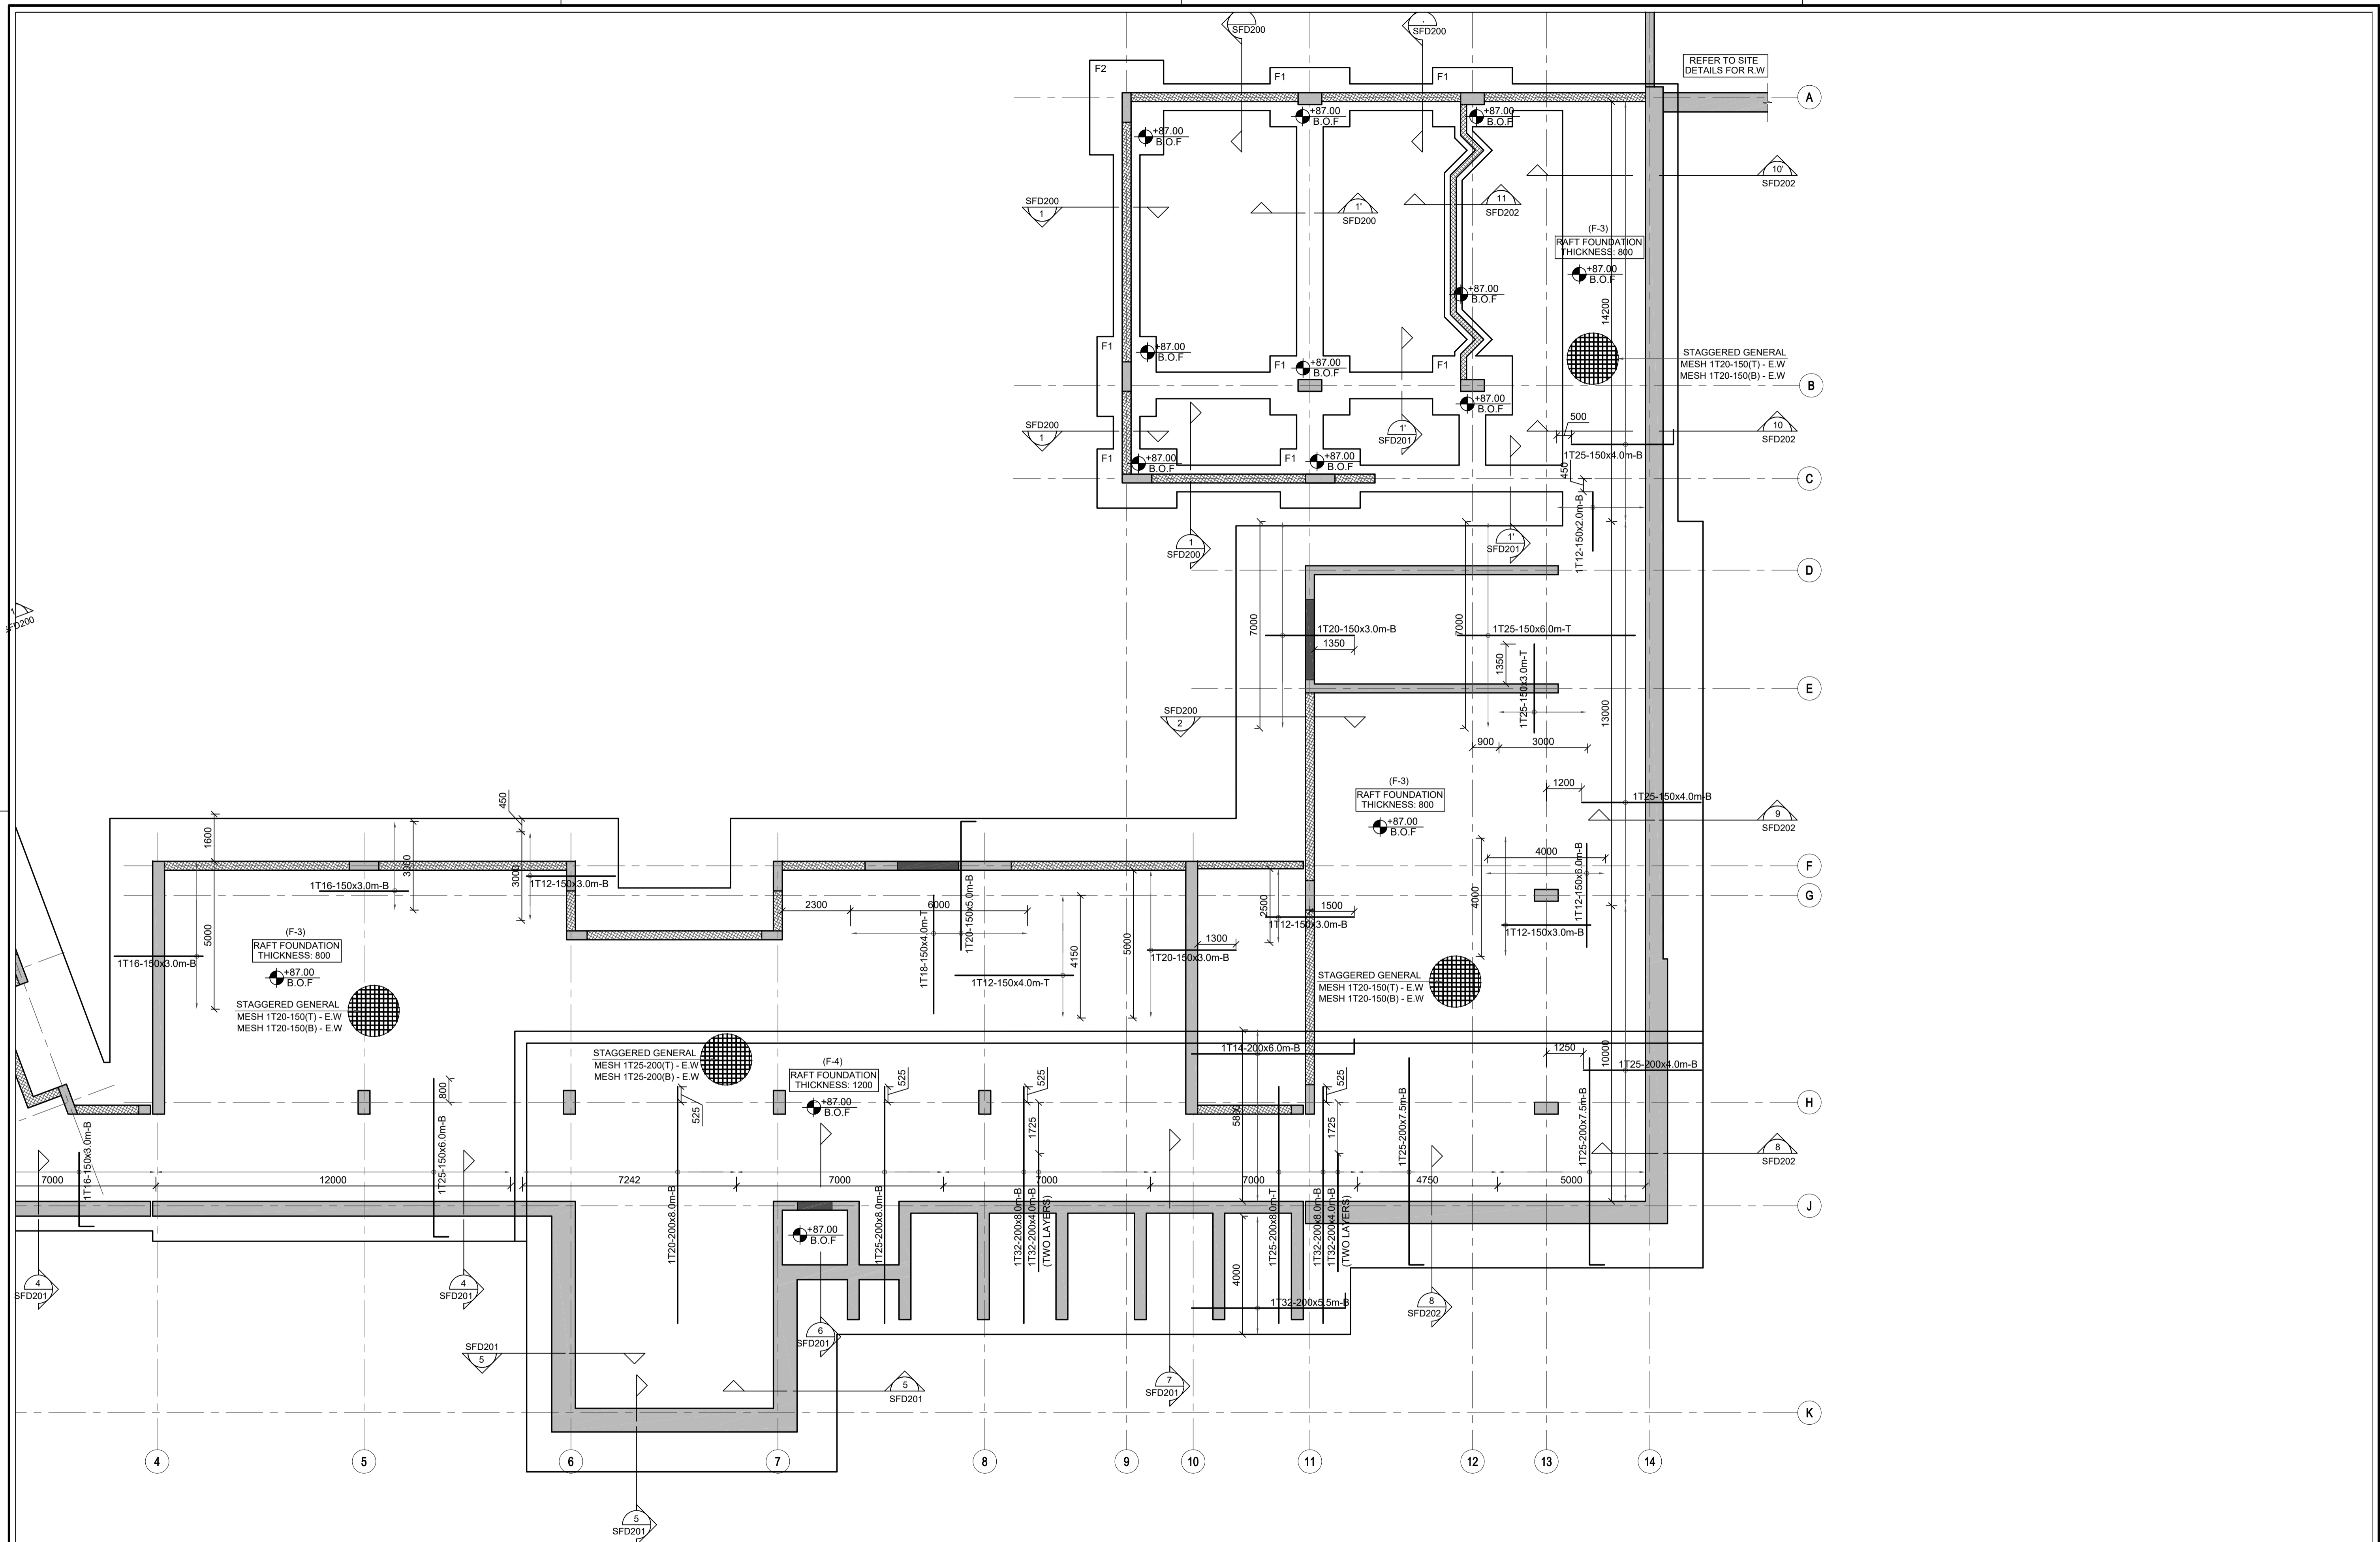 SFD200
SFD200
REFER TO SITE
DETAILS FOR R.W
F2
F1
F1
A
+87.00
B.O.F
+87.00
B.O.F
+87.00
B.O.F
10'
SFD202
SFD200
1
1'
SFD200
11
SFD202
(F-3)
RAFT FOUNDATION
THICKNESS: 800
+87.00
B.O.F
+87.00
B.O.F
14200
STAGGERED GENERAL
MESH 1T20-150(T) - E.W
MESH 1T20-150(B) - E.W
F1
+87.00
B.O.F
F1
+87.00
B.O.F
F1
B
+87.00
B.O.F
500
SFD200
1
1'
SFD201
10
SFD202
1T25-150x4.0m-B
F1
+87.00
B.O.F
F1
+87.00
B.O.F
450
C
1T12-150x2.0m-B
1
SFD200
1'
SFD201
D
1
SFD200
7000
1T20-150x3.0m-B
1350
7000
1T25-150x6.0m-T
1350
1T25-150x3.0m-T
E
SFD200
2
13000
900
3000
(F-3)
RAFT FOUNDATION
THICKNESS: 800
+87.00
B.O.F
1200
1T25-150x4.0m-B
9
SFD202
450
1600
3000
3000
1T16-150x3.0m-B
1T12-150x3.0m-B
4000
F
1T12-150x6.0m-B
4000
G
2300
6000
1T18-150x4.0m-T
1T20-150x5.0m-B
2500
1500
1T12-150x3.0m-B
1T12-150x3.0m-B
5000
(F-3)
RAFT FOUNDATION
THICKNESS: 800
+87.00
B.O.F
1T16-150x3.0m-B
4150
5000
1300
1T20-150x3.0m-B
1T12-150x4.0m-T
STAGGERED GENERAL
MESH 1T20-150(T) - E.W
MESH 1T20-150(B) - E.W
STAGGERED GENERAL
MESH 1T20-150(T) - E.W
MESH 1T20-150(B) - E.W
STAGGERED GENERAL
MESH 1T25-200(T) - E.W
MESH 1T25-200(B) - E.W
(F-4)
RAFT FOUNDATION
THICKNESS: 1200
+87.00
B.O.F
1T14-200x6.0m-B
1250
10000
1T25-200x4.0m-B
800
525
525
525
525
H
1725
5800
1725
1T16-150x3.0m-B
1T25-150x6.0m-B
1T25-200x7.5m-B
1T25-200x7.5m-B
8
SFD202
7000
12000
7242
7000
7000
7000
4750
5000
J
1T20-200x8.0m-B
+87.00
B.O.F
1T25-200x8.0m-B
1T32-200x8.0m-B
1T32-200x4.0m-B
(TWO LAYERS)
4000
1T25-200x8.0m-T
1T32-200x8.0m-B
1T32-200x4.0m-B
(TWO LAYERS)
4
SFD201
4
SFD201
1T32-200x5.5m-B
8
SFD202
6
SFD201
SFD201
5
5
SFD201
7
SFD201
K
4
5
6
7
8
9
10
11
12
13
14
5
SFD201